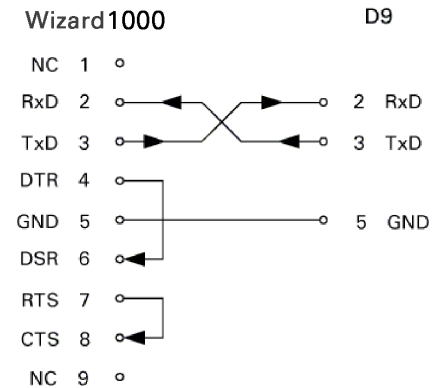 Wizard1000 D9
NC 1
RxD 2 2 RxD
TxD 3 3 TxD
DTR 4
GND 5 5 GND
DSR 6
RTS 7
CTS 8
NC 9